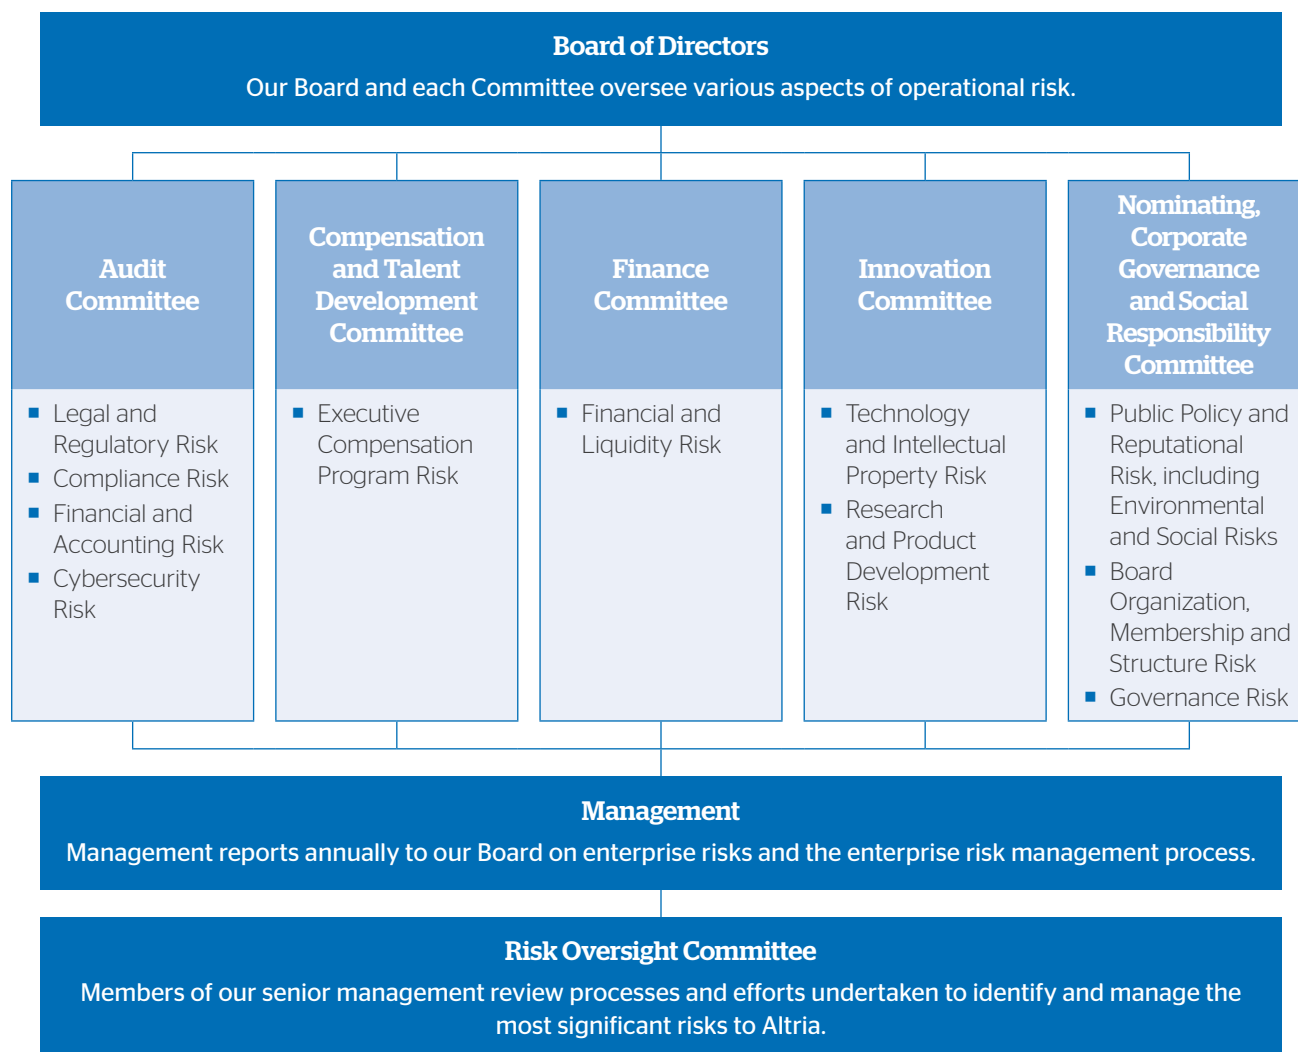 Board of Directors
Our Board and each Committee oversee various aspects of operational risk.
Audit
Committee
■ Legal and
Regulatory Risk
■ Compliance Risk
■ Financial and
Accounting Risk
■ Cybersecurity
Risk
Compensation
and Talent
Development
Committee
■ Executive
Compensation
Program Risk
Finance
Committee
■ Financial and
Liquidity Risk
Innovation
Committee
■ Technology
and Intellectual
Property Risk
■ Research
and Product
Development
Risk
Nominating,
Corporate
Governance
and Social
Responsibility
Committee
■ Public Policy and
Reputational
Risk, including
Environmental
and Social Risks
■ Board
Organization,
Membership and
Structure Risk
■ Governance Risk
Management
Management reports annually to our Board on enterprise risks and the enterprise risk management process.
Risk Oversight Committee
Members of our senior management review processes and efforts undertaken to identify and manage the
most significant risks to Altria.